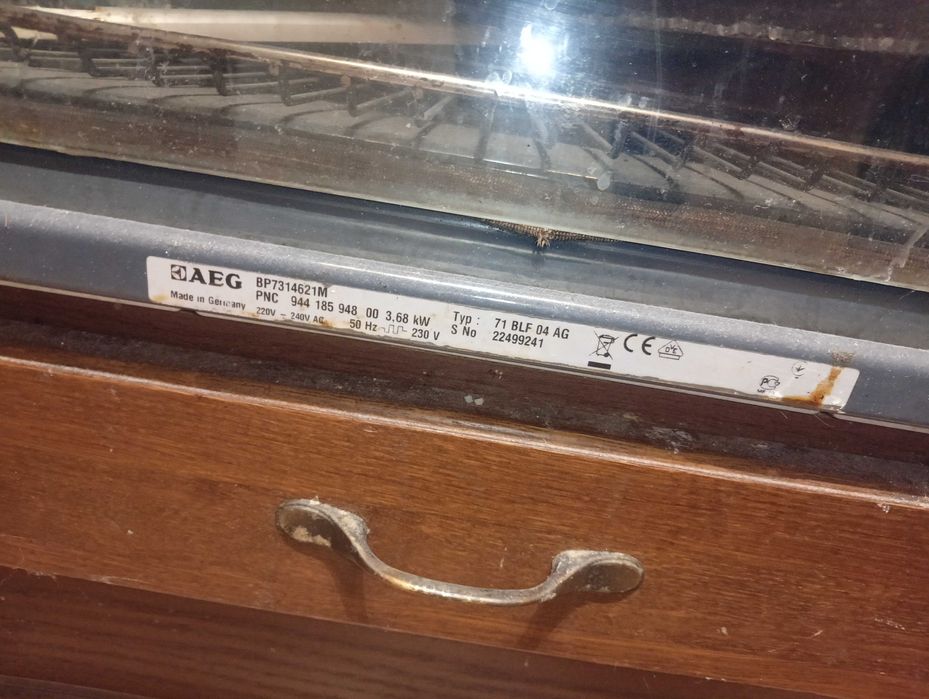 AEG BP7314621M
Made in Germany PNC 944 185 948 00 3.68 kW Typ : 71 BLF 04 AG
220V - 240V AC 50 Hz 230 V S No 22499241
CE